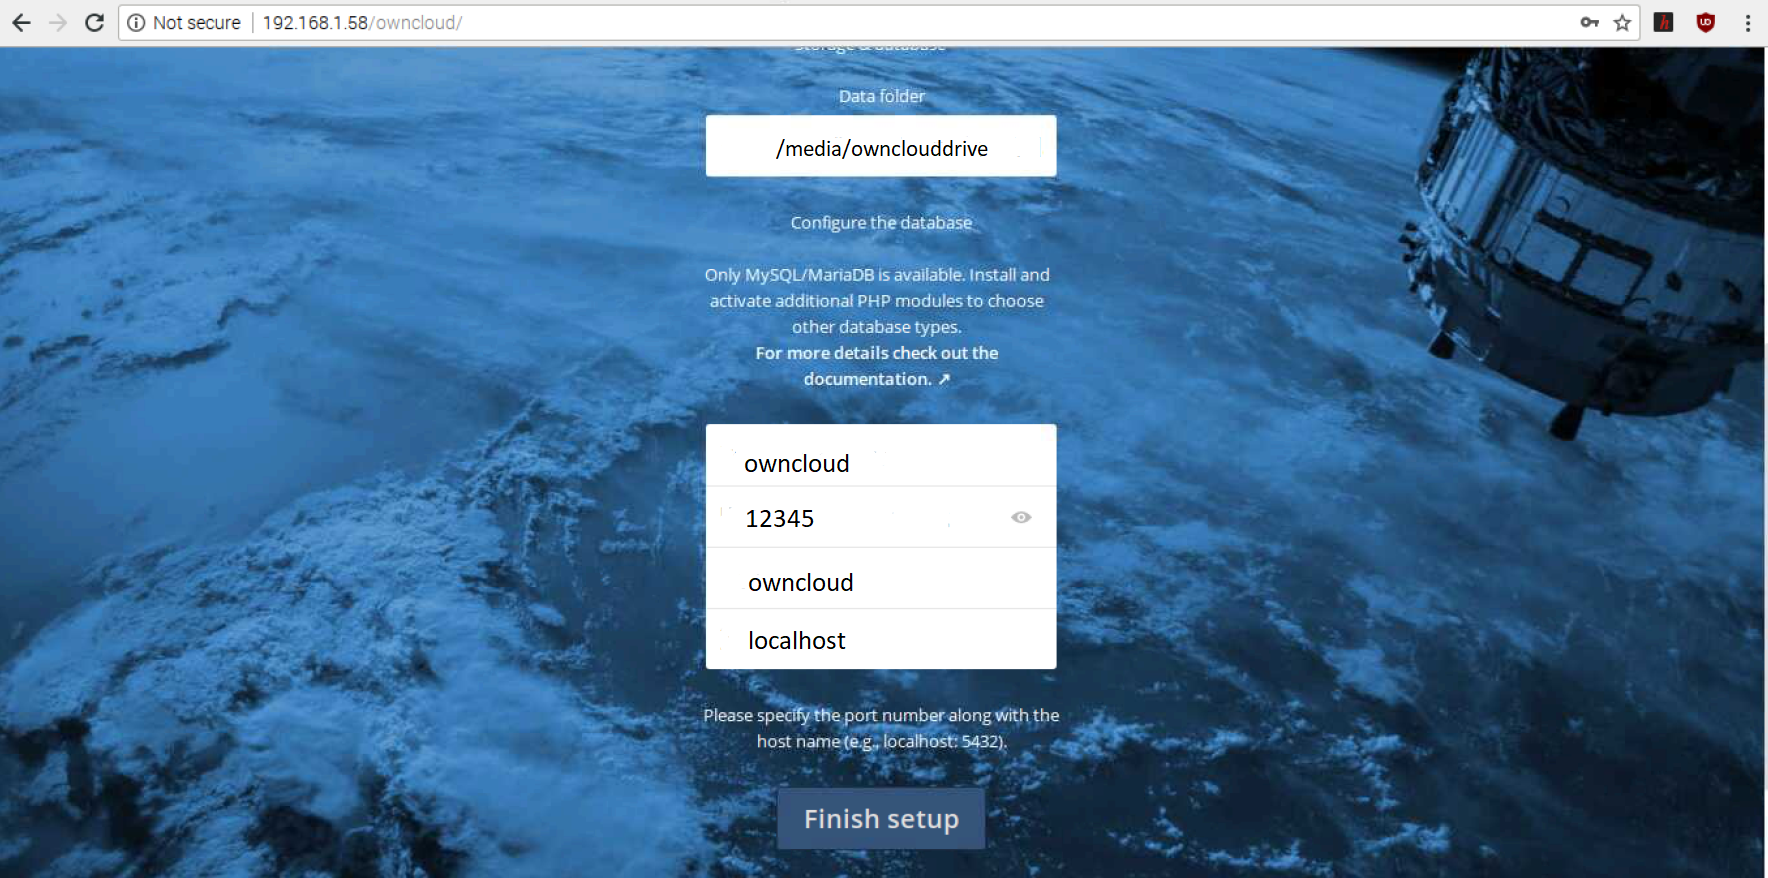 Not secure
192.168.1.58/owncloud/
Storage & database
Data folder
/media/ownclouddrive
Configure the database
Only MySQL/MariaDB is available. Install and
activate additional PHP modules to choose
other database types.
For more details check out the
documentation. ↗
owncloud
12345
owncloud
localhost
Please specify the port number along with the
host name (e.g., localhost: 5432).
Finish setup